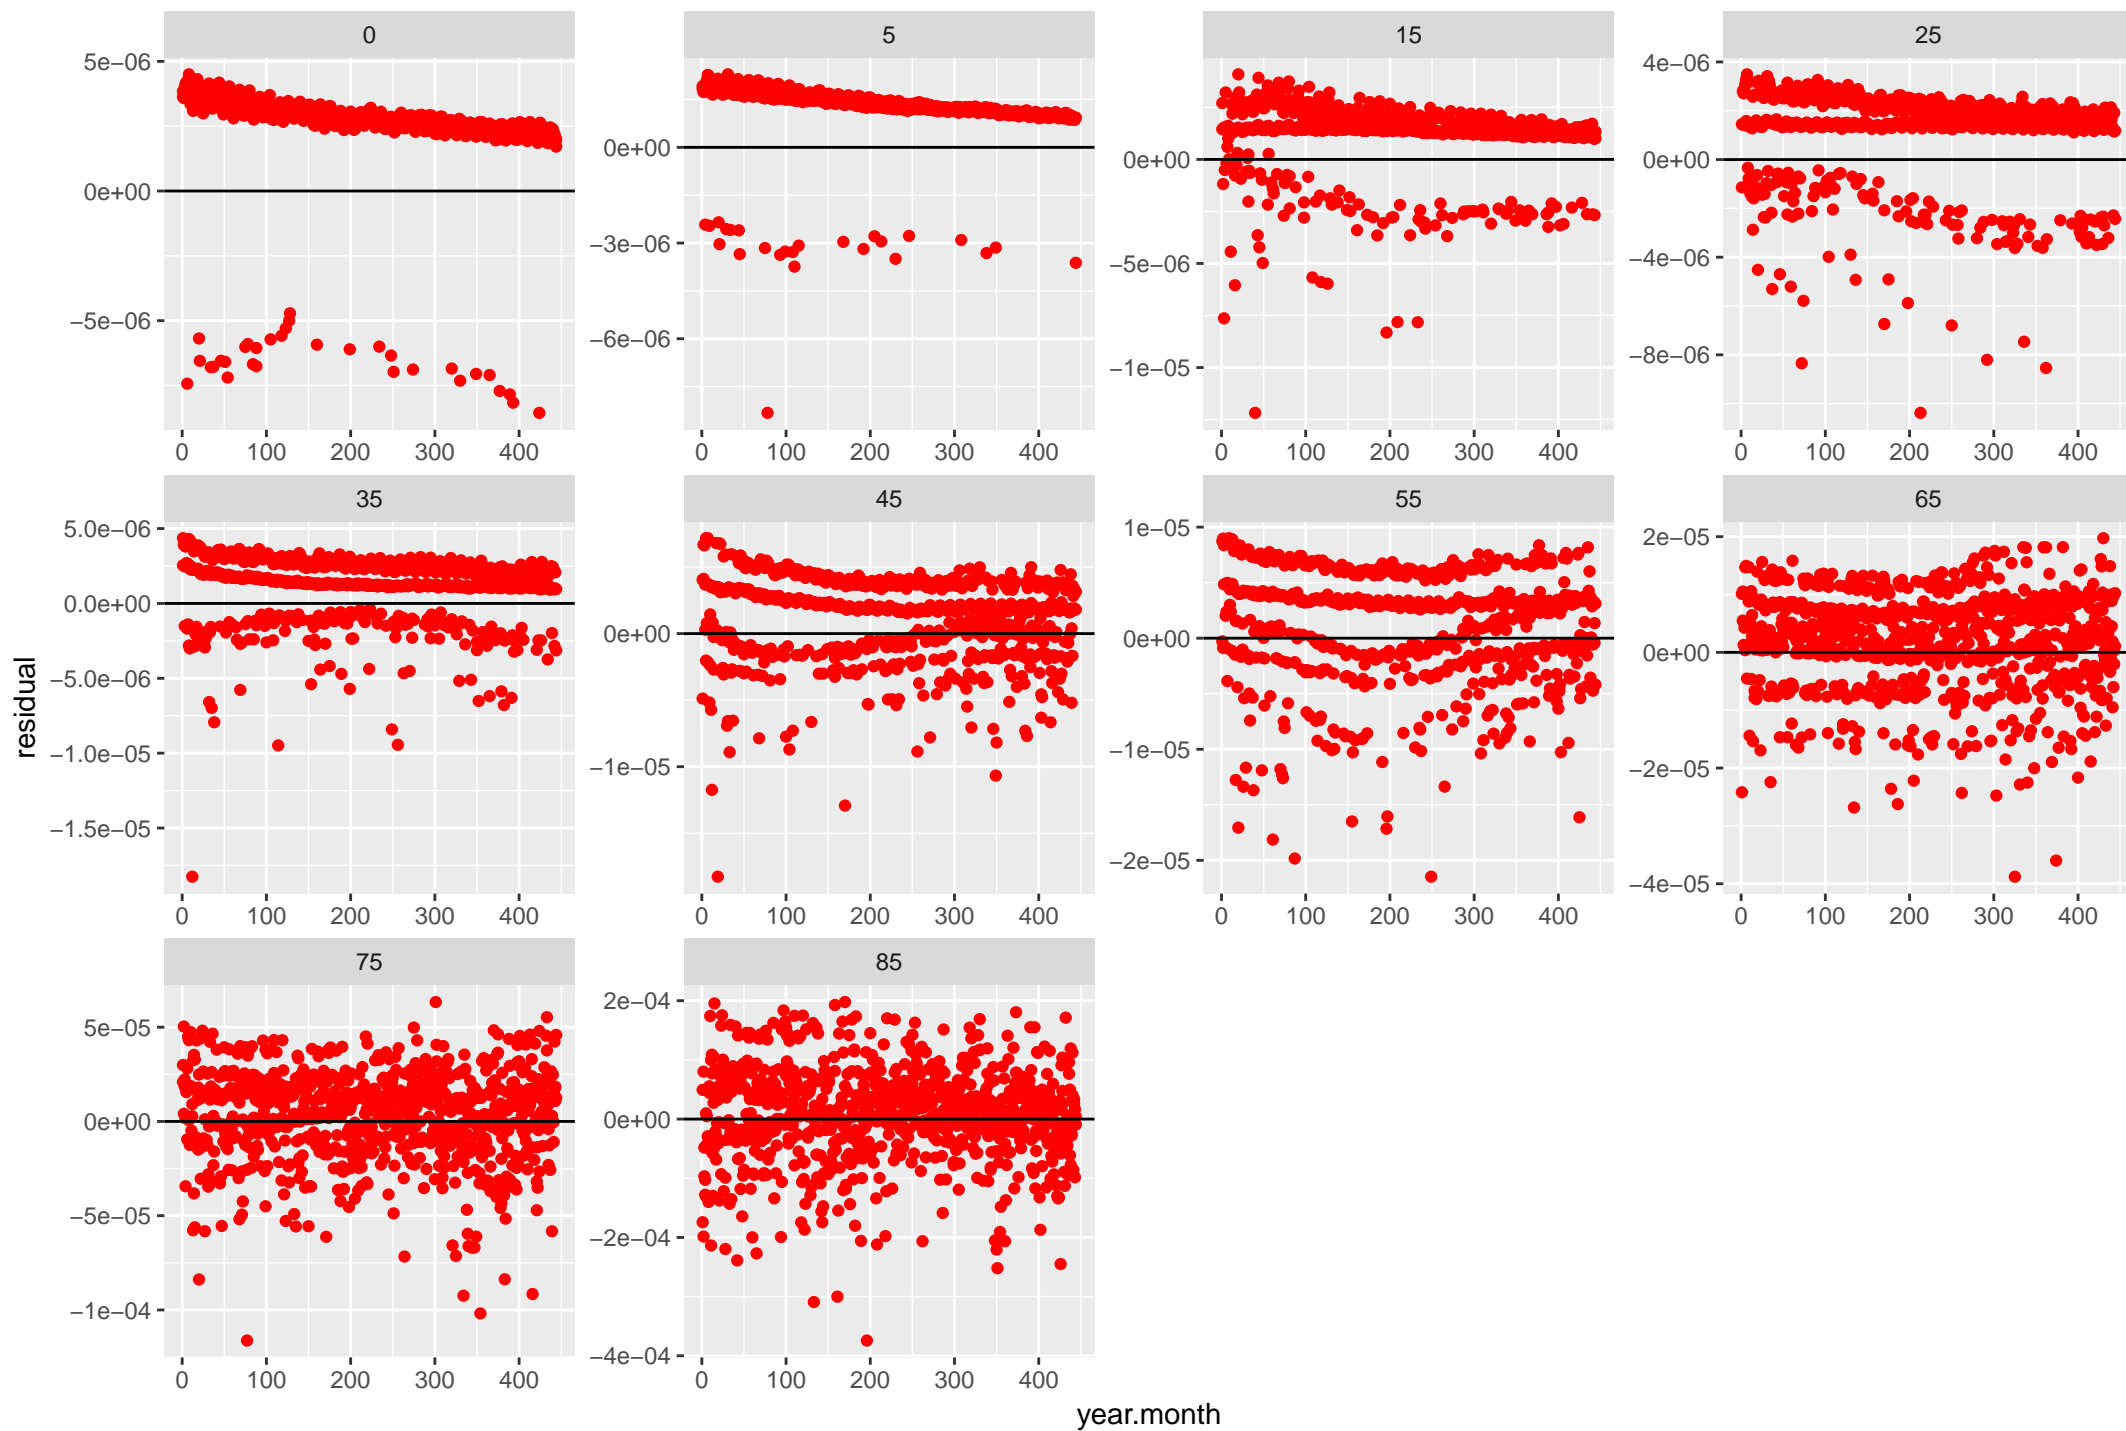 0 5 15 25
5e−06
0e+00
−5e−06
0e+00
−3e−06
−6e−06
0e+00
−5e−06
−1e−05
4e−06
0e+00
−4e−06
−8e−06
0 100 200 300 400 0 100 200 300 400 0 100 200 300 400 0 100 200 300 400
35 45 55 65
5.0e−06
0.0e+00
−5.0e−06
−1.0e−05
−1.5e−05
0e+00
−1e−05
1e−05
0e+00
−1e−05
−2e−05
2e−05
0e+00
−2e−05
−4e−05
0 100 200 300 400 0 100 200 300 400 0 100 200 300 400 0 100 200 300 400
residual
75 85
5e−05
0e+00
−5e−05
−1e−04
2e−04
0e+00
−2e−04
−4e−04
0 100 200 300 400 0 100 200 300 400
year.month